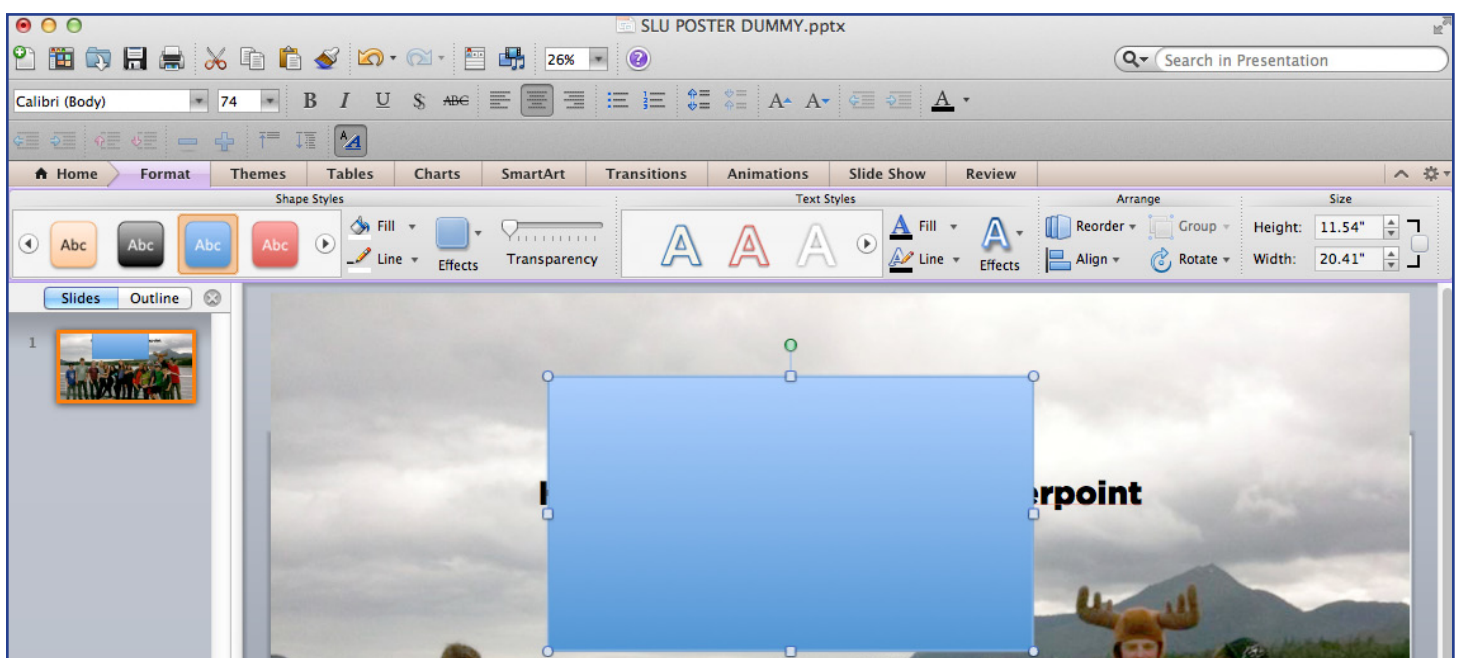 SLU POSTER DUMMY.pptx
26% Search in Presentation
Calibri (Body) 74 B I U S ABC A A A
A A
Home Format Themes Tables Charts SmartArt Transitions Animations Slide Show Review
Shape Styles Text Styles Arrange Size
Abc Abc Abc Abc Fill Line Effects Transparency A A A A Fill A Line A Effects Reorder Group Align Rotate Height: 11.54" Width: 20.41"
Slides Outline
1
erpoint